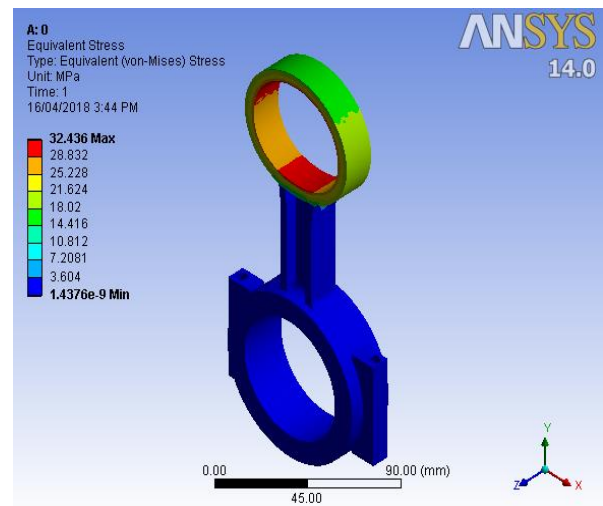 A: 0
Equivalent Stress
Type: Equivalent (von-Mises) Stress
Unit: MPa
Time: 1
16/04/2018 3:44 PM
32.436 Max
28.832
25.228
21.624
18.02
14.416
10.812
7.2081
3.604
1.4376e-9 Min
ANSYS
14.0
0.00
90.00 (mm)
45.00
Y
Z
X